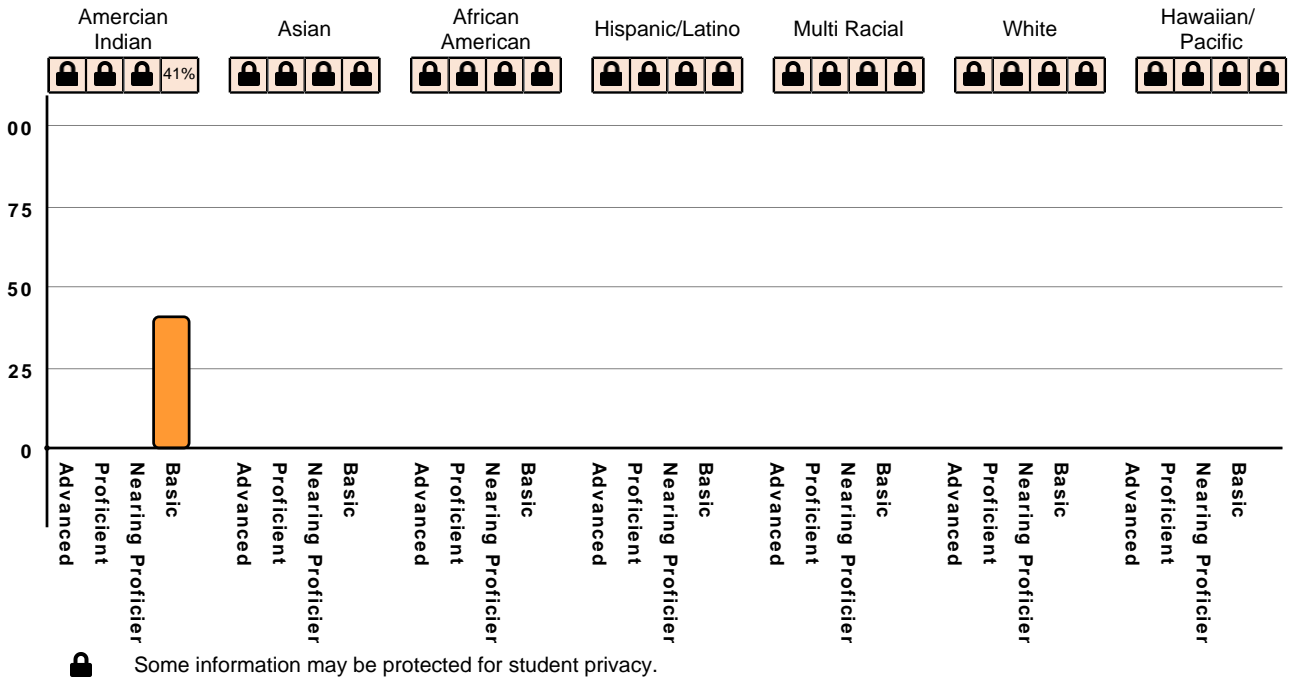 Amercian
Indian
Asian
African
American
Hispanic/Latino
Multi Racial
White
Hawaiian/
Pacific
41%
00
75
50
25
0
Advanced
Proficient
Nearing Proficier
Basic
Advanced
Proficient
Nearing Proficier
Basic
Advanced
Proficient
Nearing Proficier
Basic
Advanced
Proficient
Nearing Proficier
Basic
Advanced
Proficient
Nearing Proficier
Basic
Advanced
Proficient
Nearing Proficier
Basic
Advanced
Proficient
Nearing Proficier
Basic
Some information may be protected for student privacy.